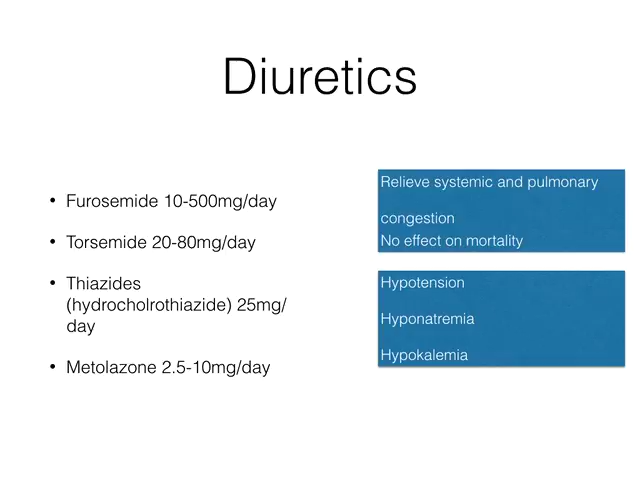 Diuretics
• Furosemide 10-500mg/day
• Torsemide 20-80mg/day
• Thiazides
(hydrocholrothiazide) 25mg/
day
• Metolazone 2.5-10mg/day
Relieve systemic and pulmonary
congestion
No effect on mortality
Hypotension
Hyponatremia
Hypokalemia